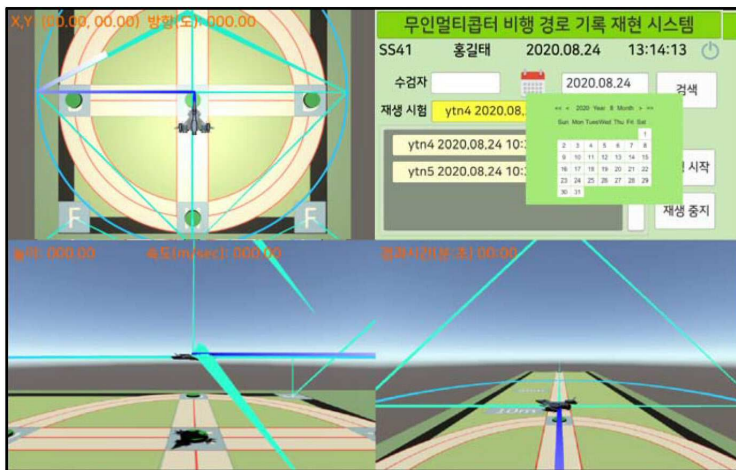 X,Y (00.00, 00.00) 방향(도): 000.00
F
F
무인멀티콥터 비행 경로 기록 재현 시스템
SS41 홍길태 2020.08.24 13:14:13
수검자 2020.08.24 검색
재생 시험 ytn4 2020.08.
<< < 2020 Year 8 Month > >>
Sun Mon Tues Wed Thu Fri Sat
1
2 3 4 5 6 7 8
9 10 11 12 13 14 15
16 17 18 19 20 21 22
23 24 25 26 27 28 29
30 31
ytn4 2020.08.24 10:
시작
ytn5 2020.08.24 10:
재생 중지
높이: 000.00 속도(m/sec): 000.00
경과시간(분:초) 00:00
10m